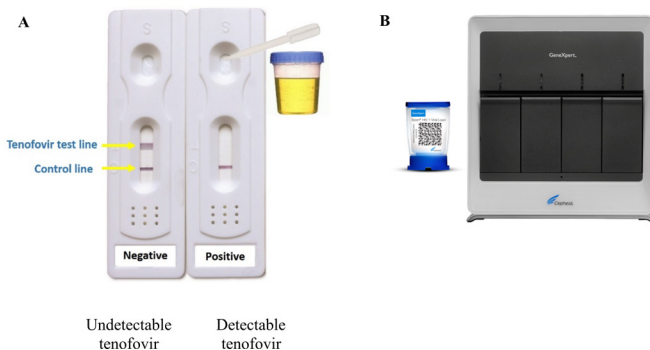 A
B
S
S
GeneXpert
Tenofovir test line
Control line
Negative
Positive
Cepheid
Undetectable
tenofovir
Detectable
tenofovir